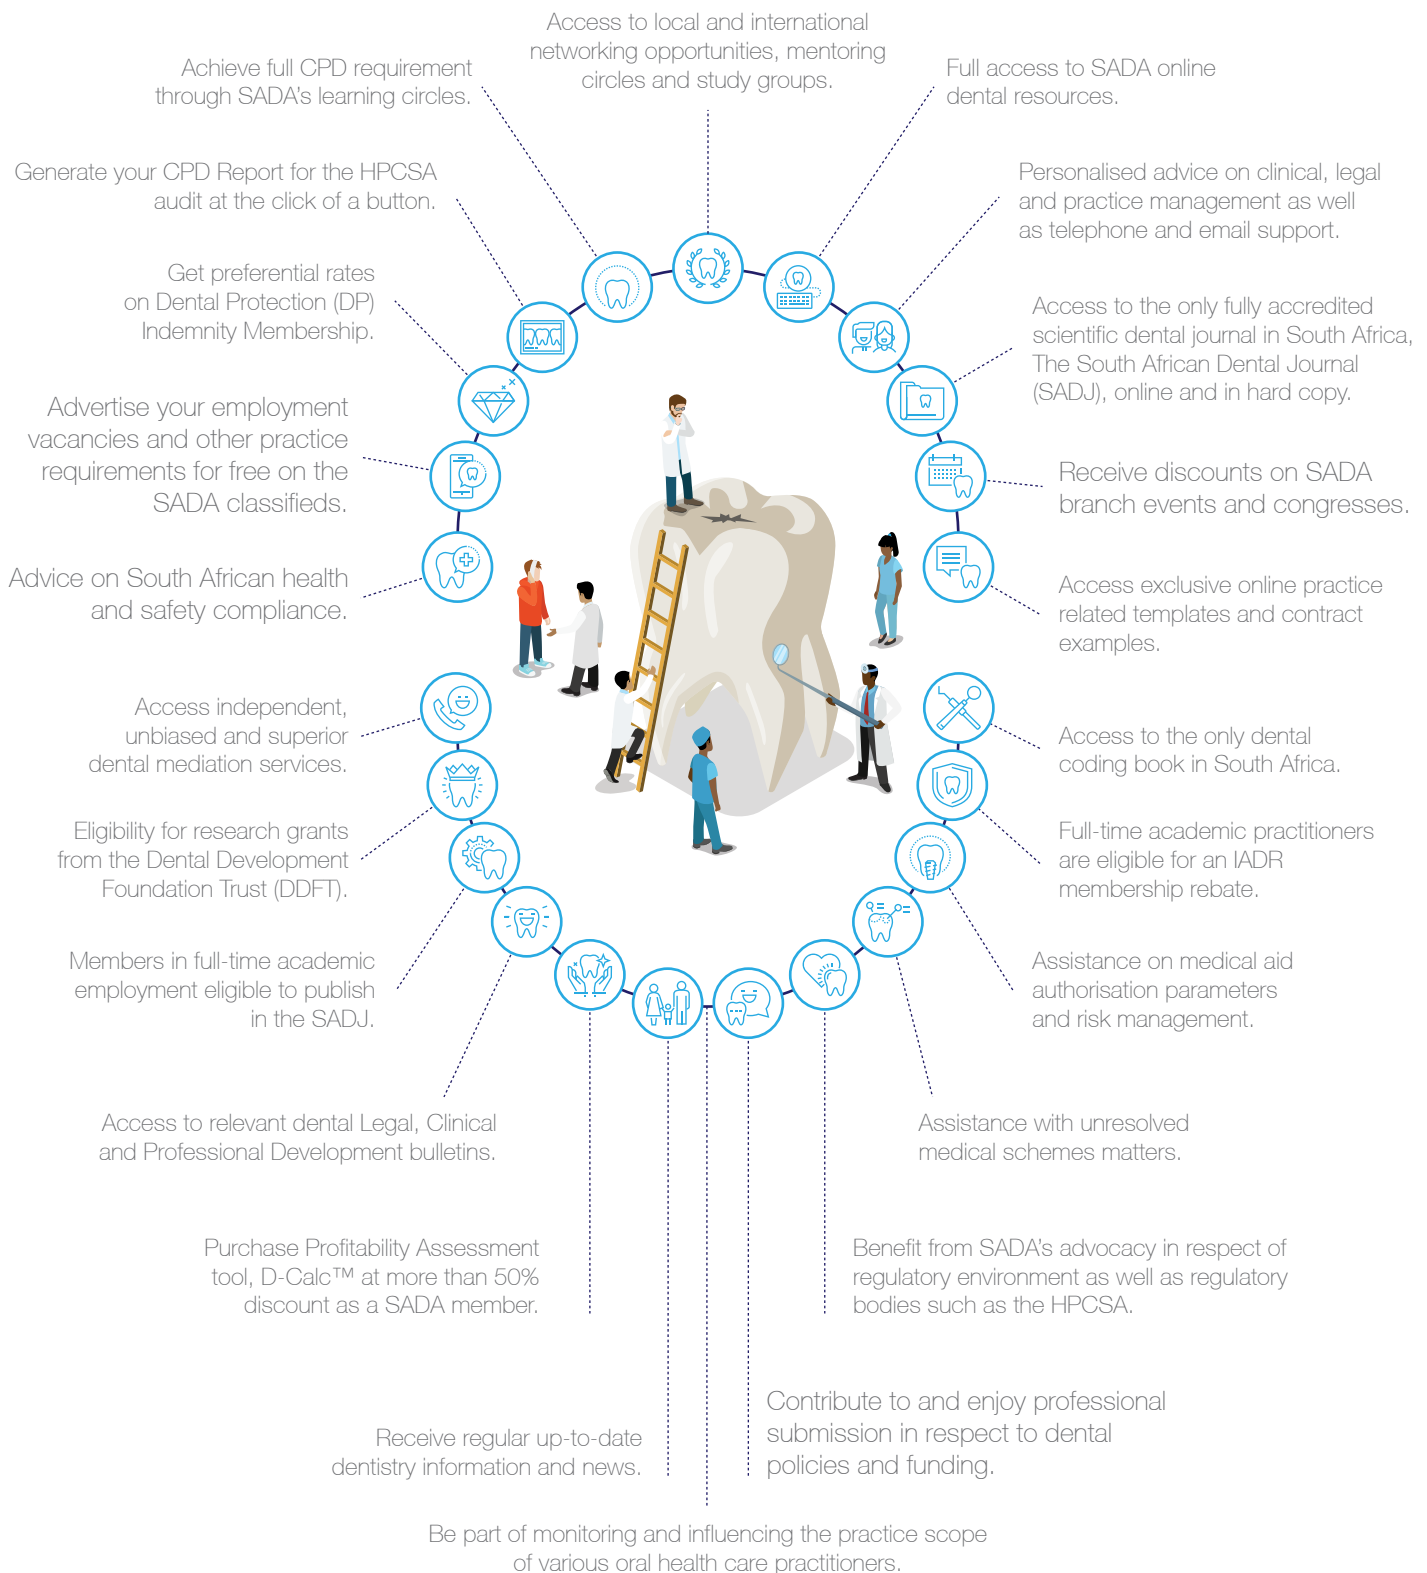 Access to local and international
networking opportunities, mentoring
circles and study groups.
Achieve full CPD requirement
through SADA's learning circles.
Full access to SADA online
dental resources.
Generate your CPD Report for the HPCSA
audit at the click of a button.
Personalised advice on clinical, legal
and practice management as well
as telephone and email support.
Get preferential rates
on Dental Protection (DP)
Indemnity Membership.
Access to the only fully accredited
scientific dental journal in South Africa,
The South African Dental Journal
(SADJ), online and in hard copy.
Advertise your employment
vacancies and other practice
requirements for free on the
SADA classifieds.
Receive discounts on SADA
branch events and congresses.
Advice on South African health
and safety compliance.
Access exclusive online practice
related templates and contract
examples.
Access independent,
unbiased and superior
dental mediation services.
Access to the only dental
coding book in South Africa.
Eligibility for research grants
from the Dental Development
Foundation Trust (DDFT).
Full-time academic practitioners
are eligible for an IADR
membership rebate.
Members in full-time academic
employment eligible to publish
in the SADJ.
Assistance on medical aid
authorisation parameters
and risk management.
Access to relevant dental Legal, Clinical
and Professional Development bulletins.
Assistance with unresolved
medical schemes matters.
Purchase Profitability Assessment
tool, D-Calc™ at more than 50%
discount as a SADA member.
Benefit from SADA's advocacy in respect of
regulatory environment as well as regulatory
bodies such as the HPCSA.
Receive regular up-to-date
dentistry information and news.
Contribute to and enjoy professional
submission in respect to dental
policies and funding.
Be part of monitoring and influencing the practice scope
of various oral health care practitioners.